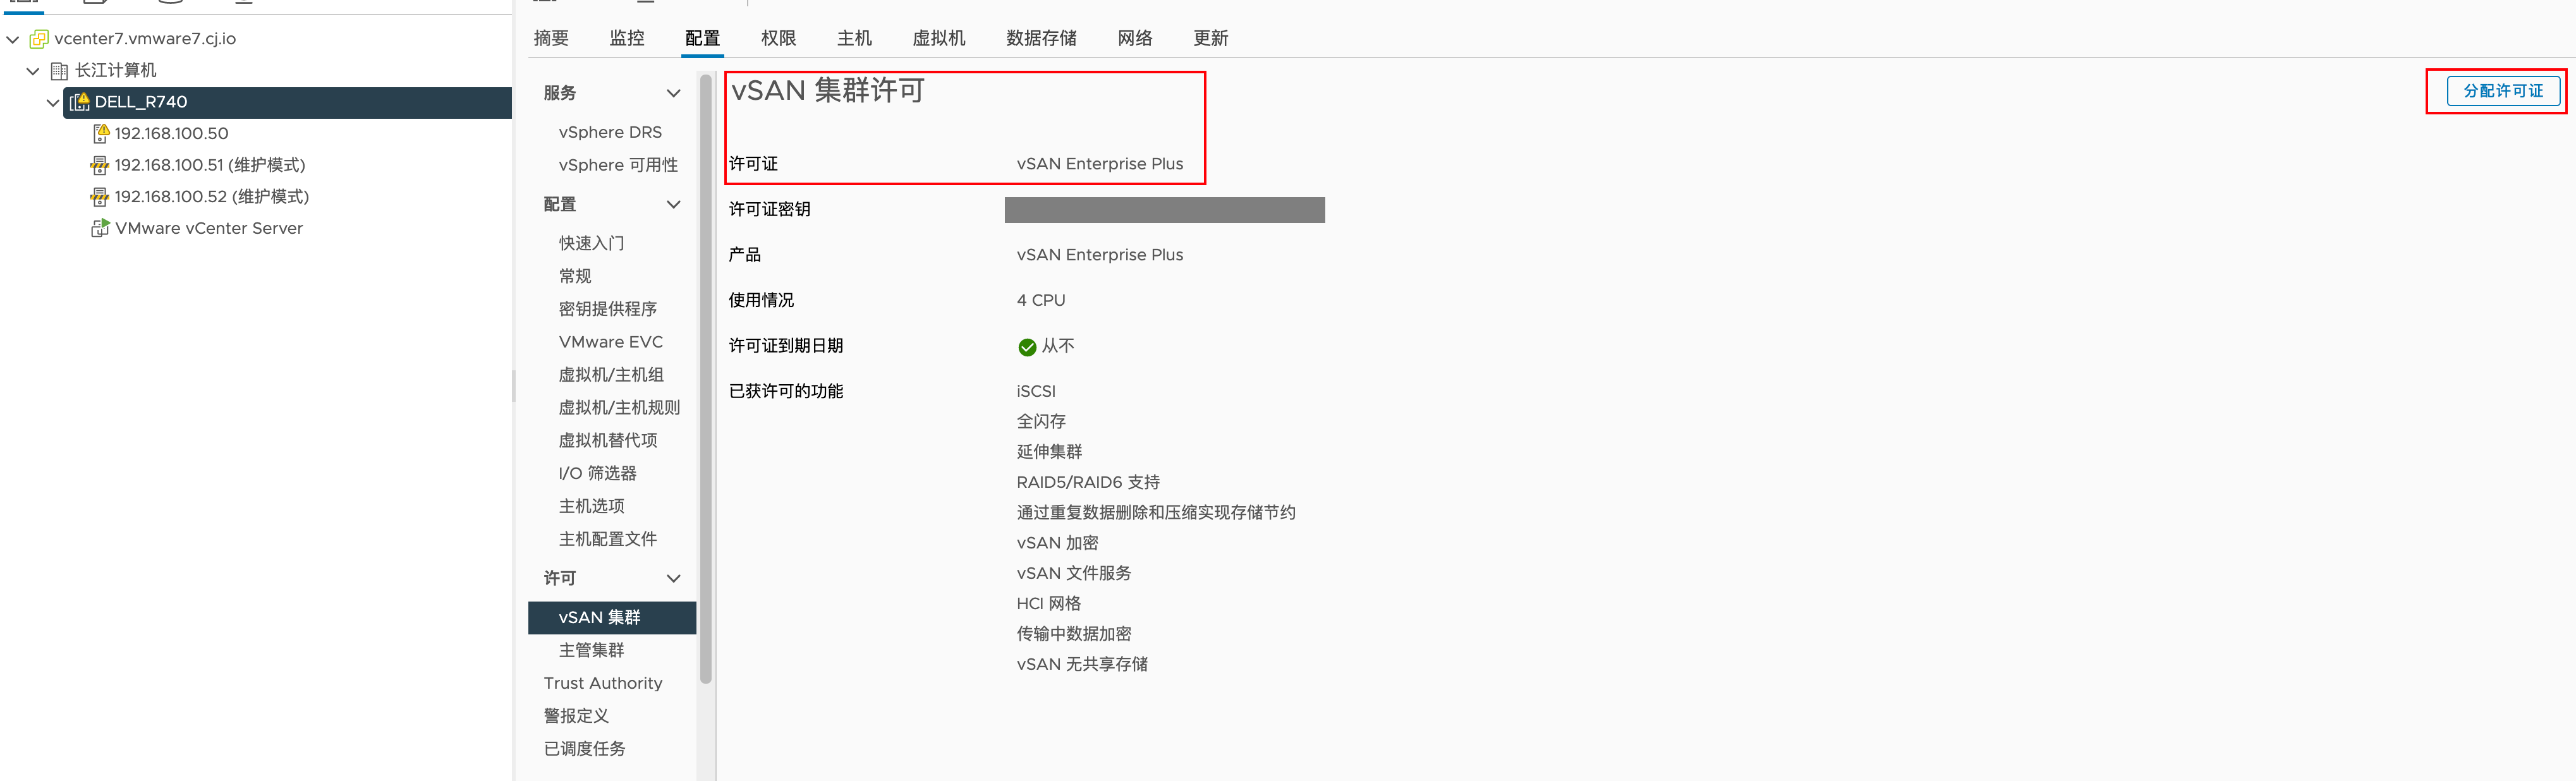 vcenter7.vmware7.cj.io
长江计算机
DELL_R740
192.168.100.50
192.168.100.51 (维护模式)
192.168.100.52 (维护模式)
VMware vCenter Server
摘要 监控 配置 权限 主机 虚拟机 数据存储 网络 更新
服务
vSphere DRS
vSphere 可用性
配置
快速入门
常规
密钥提供程序
VMware EVC
虚拟机/主机组
虚拟机/主机规则
虚拟机替代项
I/O 筛选器
主机选项
主机配置文件
许可
vSAN 集群
主管集群
Trust Authority
警报定义
已调度任务
vSAN 集群许可
分配许可证
许可证 vSAN Enterprise Plus
许可证密钥
产品 vSAN Enterprise Plus
使用情况 4 CPU
许可证到期日期 从不
已获许可的功能 iSCSI
全闪存
延伸集群
RAID5/RAID6 支持
通过重复数据删除和压缩实现存储节约
vSAN 加密
vSAN 文件服务
HCI 网格
传输中数据加密
vSAN 无共享存储